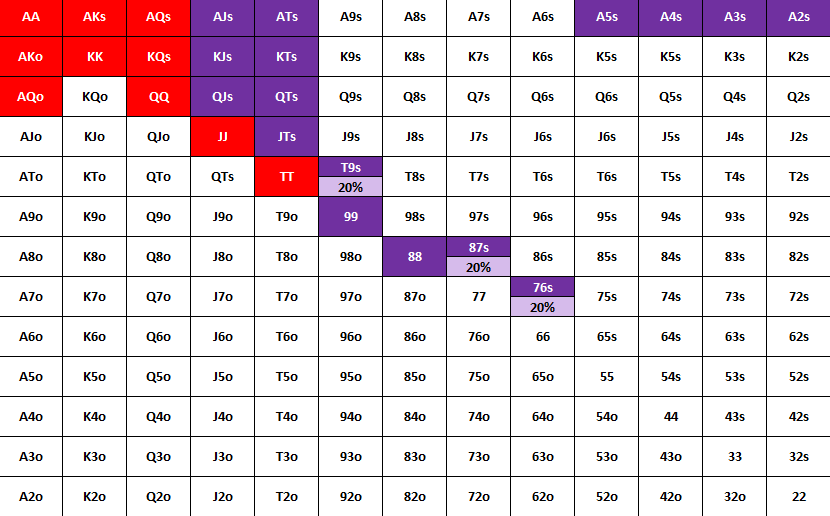 AA AKs AQs AJs ATs A9s A8s A7s A6s A5s A4s A3s A2s
AKo KK KQs KJs KTs K9s K8s K7s K6s K5s K5s K3s K2s
AQo KQo QQ QJs QTs Q9s Q8s Q7s Q6s Q6s Q5s Q4s Q2s
AJo KJo QJo JJ JTs J9s J8s J7s J6s J6s J5s J4s J2s
ATo KTo QTo QTs TT T9s T8s T7s T6s T6s T5s T4s T2s
20%
A9o K9o Q9o J9o T9o 99 98s 97s 96s 95s 94s 93s 92s
A8o K8o Q8o J8o T8o 98o 88 87s 86s 85s 84s 83s 82s
20%
A7o K7o Q7o J7o T7o 97o 87o 77 76s 75s 74s 73s 72s
20%
A6o K6o Q6o J6o T6o 96o 86o 76o 66 65s 64s 63s 62s
A5o K5o Q5o J5o T5o 95o 85o 75o 65o 55 54s 53s 52s
A4o K4o Q4o J4o T4o 94o 84o 74o 64o 54o 44 43s 42s
A3o K3o Q3o J3o T3o 93o 83o 73o 63o 53o 43o 33 32s
A2o K2o Q2o J2o T2o 92o 82o 72o 62o 52o 42o 32o 22